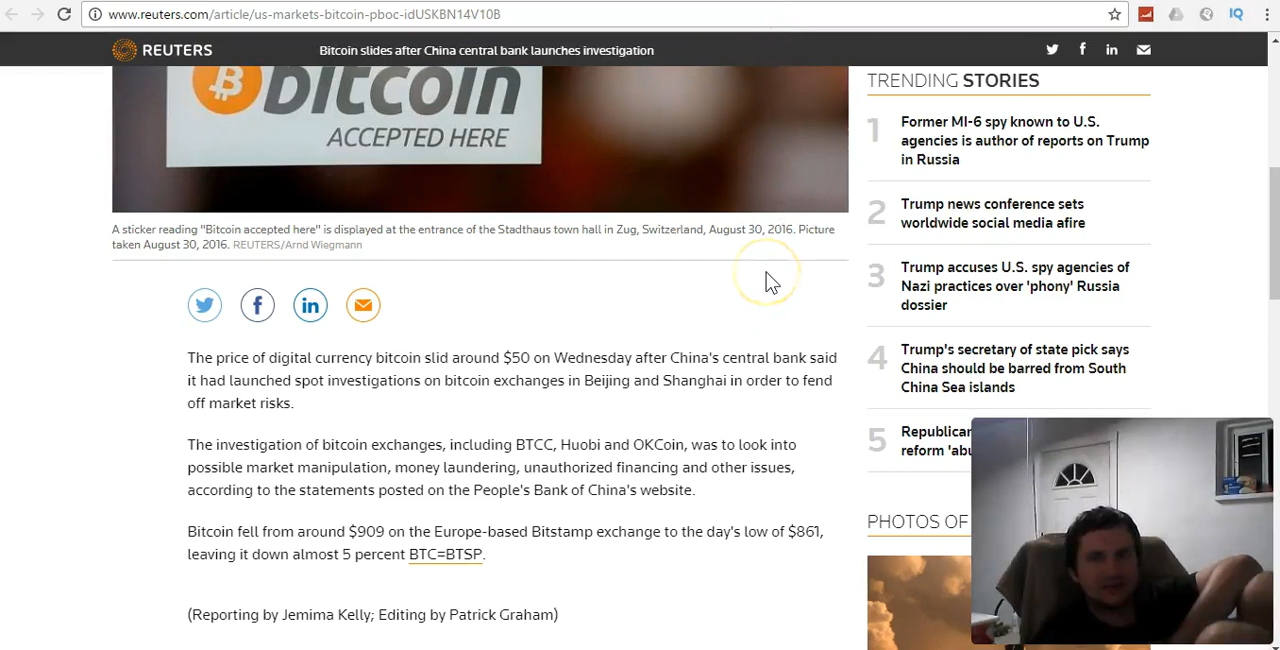 www.reuters.com/article/us-markets-bitcoin-pboc-idUSKBN14V10B
REUTERS
Bitcoin slides after China central bank launches investigation
bitcoin
ACCEPTED HERE
A sticker reading "Bitcoin accepted here" is displayed at the entrance of the Stadthaus town hall in Zug, Switzerland, August 30, 2016. Picture
taken August 30, 2016. REUTERS/Arnd Wiegmann
The price of digital currency bitcoin slid around $50 on Wednesday after China's central bank said
it had launched spot investigations on bitcoin exchanges in Beijing and Shanghai in order to fend
off market risks.
The investigation of bitcoin exchanges, including BTCC, Huobi and OKCoin, was to look into
possible market manipulation, money laundering, unauthorized financing and other issues,
according to the statements posted on the People's Bank of China's website.
Bitcoin fell from around $909 on the Europe-based Bitstamp exchange to the day's low of $861,
leaving it down almost 5 percent BTC=BTSP.
(Reporting by Jemima Kelly; Editing by Patrick Graham)
TRENDING STORIES
1
Former MI-6 spy known to U.S.
agencies is author of reports on Trump
in Russia
2
Trump news conference sets
worldwide social media afire
3
Trump accuses U.S. spy agencies of
Nazi practices over 'phony' Russia
dossier
4
Trump's secretary of state pick says
China should be barred from South
China Sea islands
5
Republican
reform 'abu
PHOTOS OF